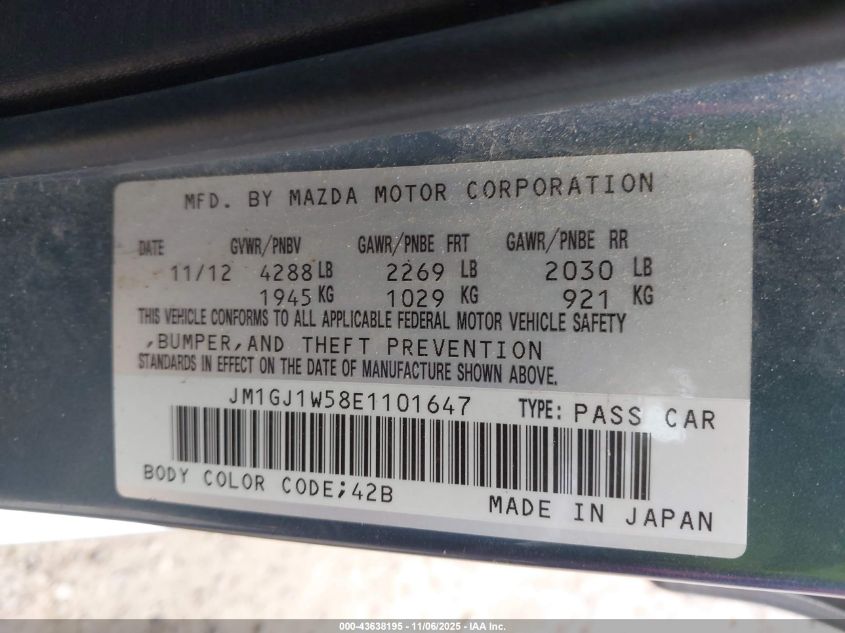 MFD. BY MAZDA MOTOR CORPORATION
DATE GVWR/PNBV GAWR/PNBE FRT GAWR/PNBE RR
11/12 4288 LB 2269 LB 2030 LB
1945 KG 1029 KG 921 KG
THIS VEHICLE CONFORMS TO ALL APPLICABLE FEDERAL MOTOR VEHICLE SAFETY
,BUMPER,AND THEFT PREVENTION
STANDARDS IN EFFECT ON THE DATE OF MANUFACTURE SHOWN ABOVE.
JM1GJ1W58E1101647 TYPE: PASS CAR
BODY COLOR CODE;42B
MADE IN JAPAN
000-43638195 - 11/06/2025 - IAA Inc.